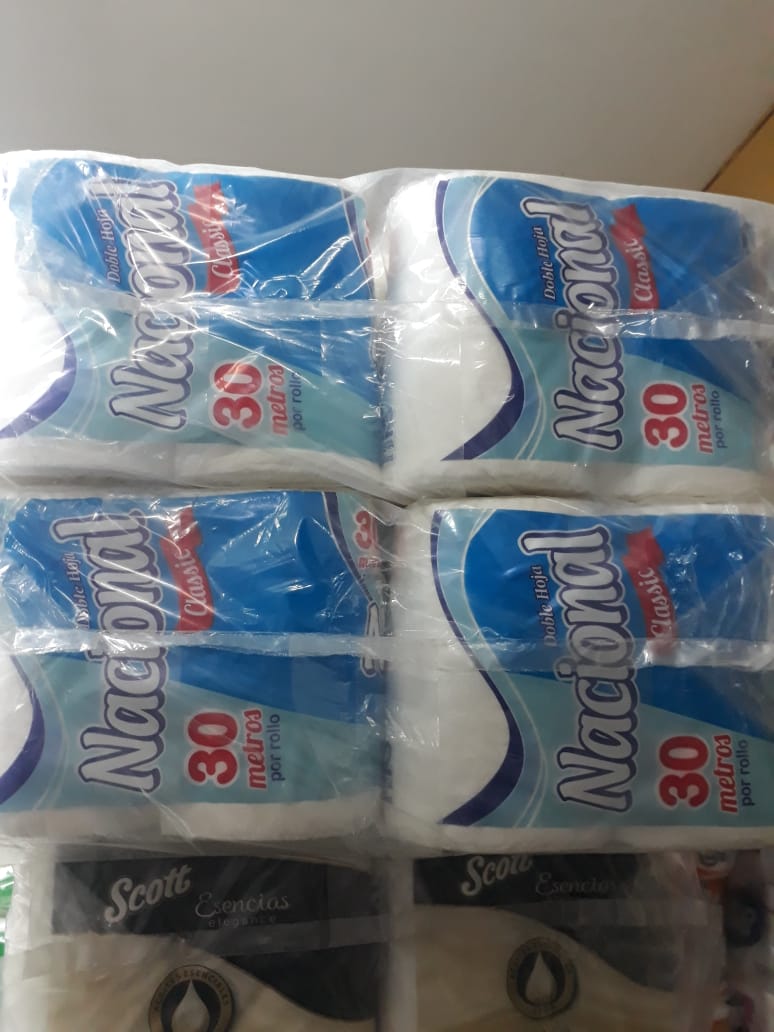 Doble Hoja
Nacional
Classic
30
metros
por rollo
Doble Hoja
Nacional
Classic
30
metros
por rollo
Doble Hoja
Nacional
Classic
30
metros
por rollo
Doble Hoja
Nacional
Classic
30
metros
por rollo
Scott
Esencias
elegance
Scott
Esencias